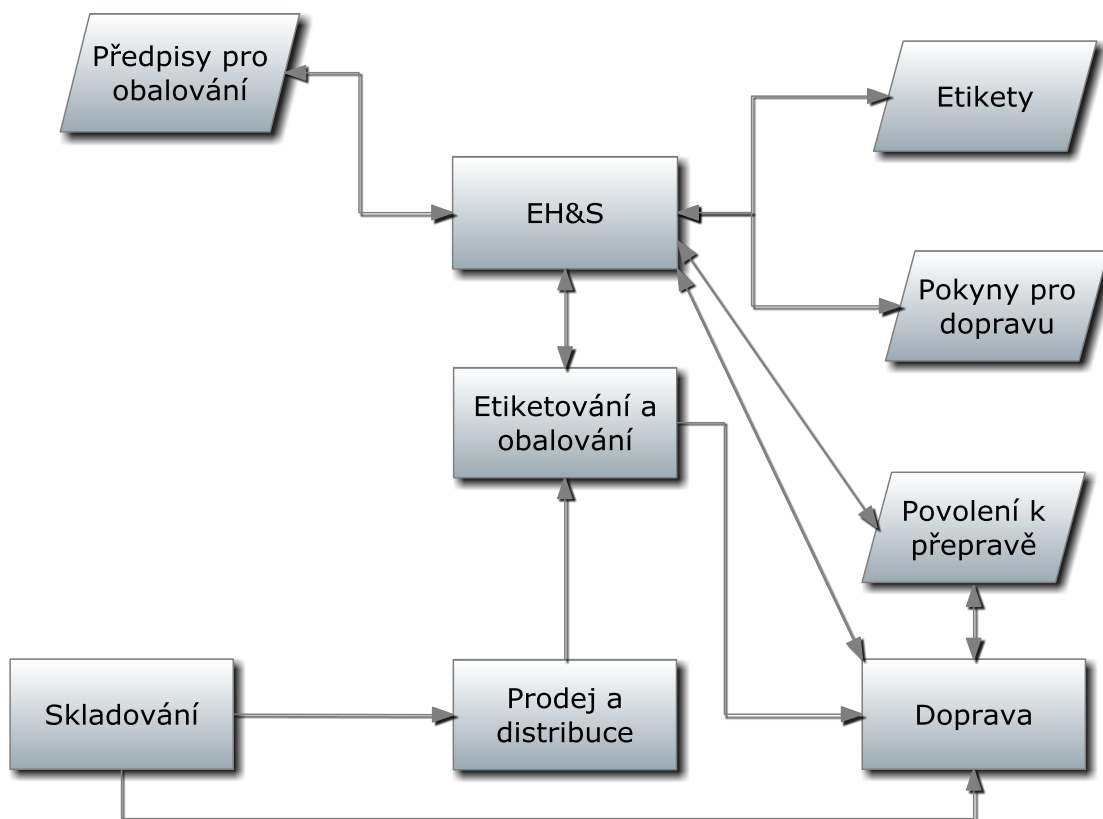 Předpisy pro
obalování
Etikety
EH&S
Pokyny pro
dopravu
Etiketování a
obalování
Povolení k
přepravě
Skladování
Prodej a
distribuce
Doprava